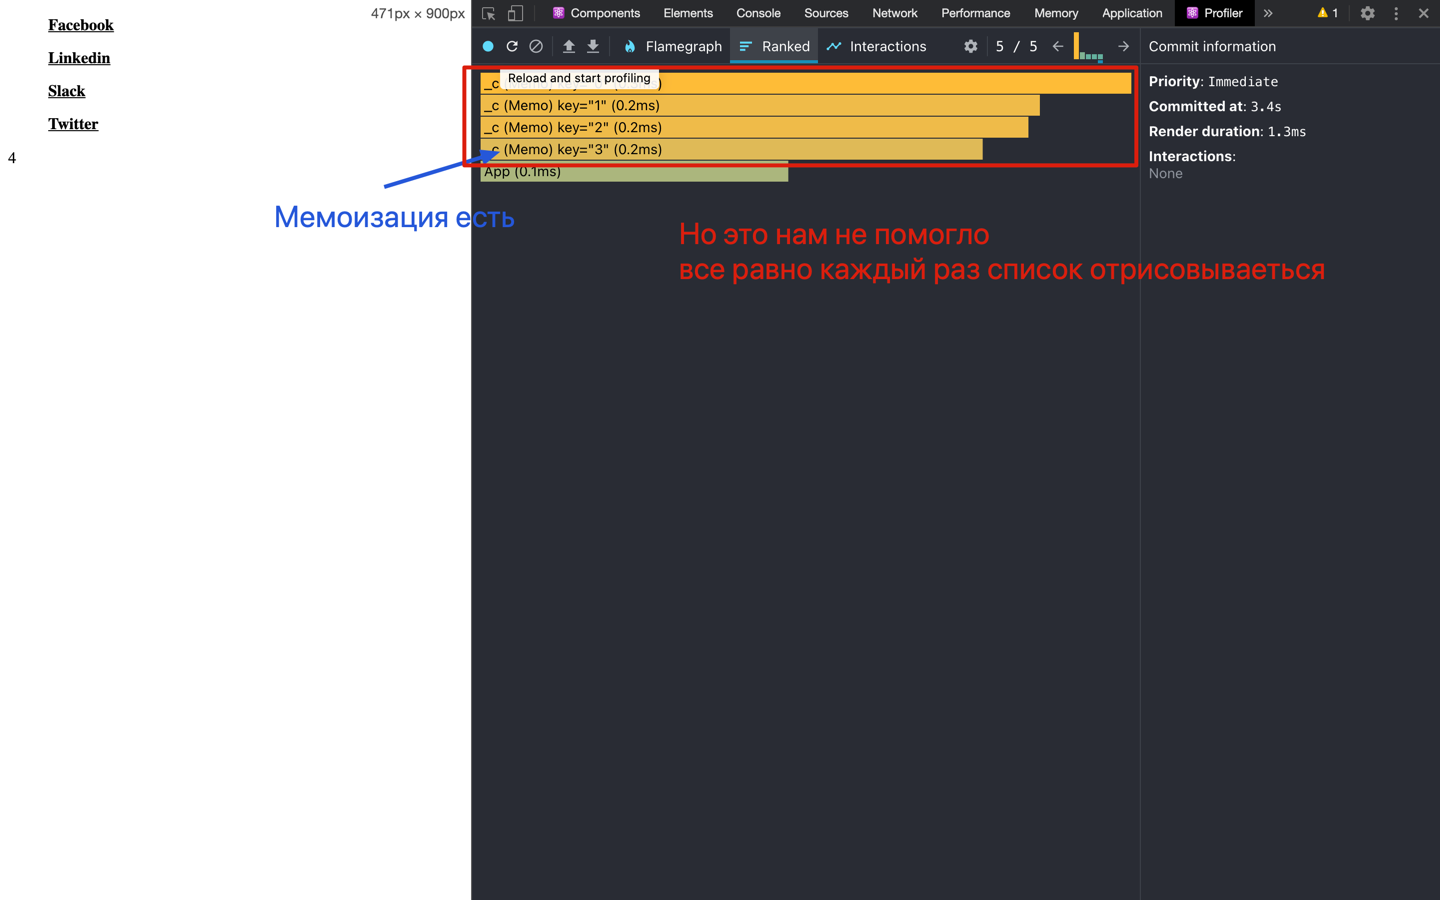 471px × 900px
Components Elements Console Sources Network Performance Memory Application Profiler » 1
Facebook
Linkedin
Slack
Twitter
4
Flamegraph Ranked Interactions 5 / 5
Commit information
Reload and start profiling
_c
_c (Memo) key="1" (0.2ms)
_c (Memo) key="2" (0.2ms)
_c (Memo) key="3" (0.2ms)
App (0.1ms)
Priority: Immediate
Committed at: 3.4s
Render duration: 1.3ms
Interactions:
None
Мемоизация есть
Но это нам не помогло
все равно каждый раз список отрисовываеться